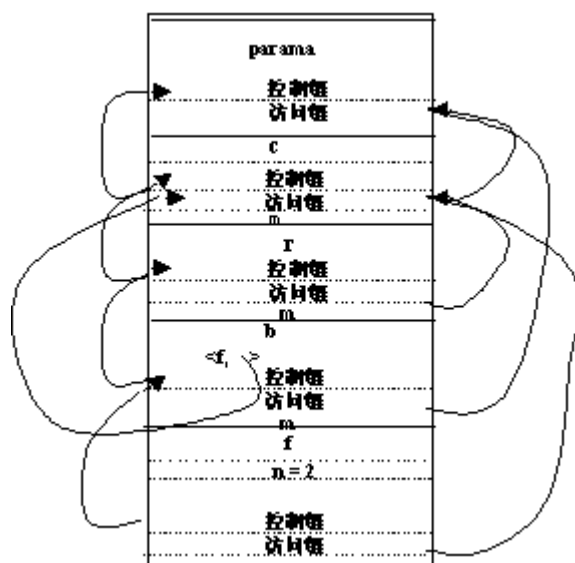 parama
控制链
访问链
c
控制链
访问链
m
r
控制链
访问链
m
b
<f, >
控制链
访问链
m
f
n = 2
控制链
访问链